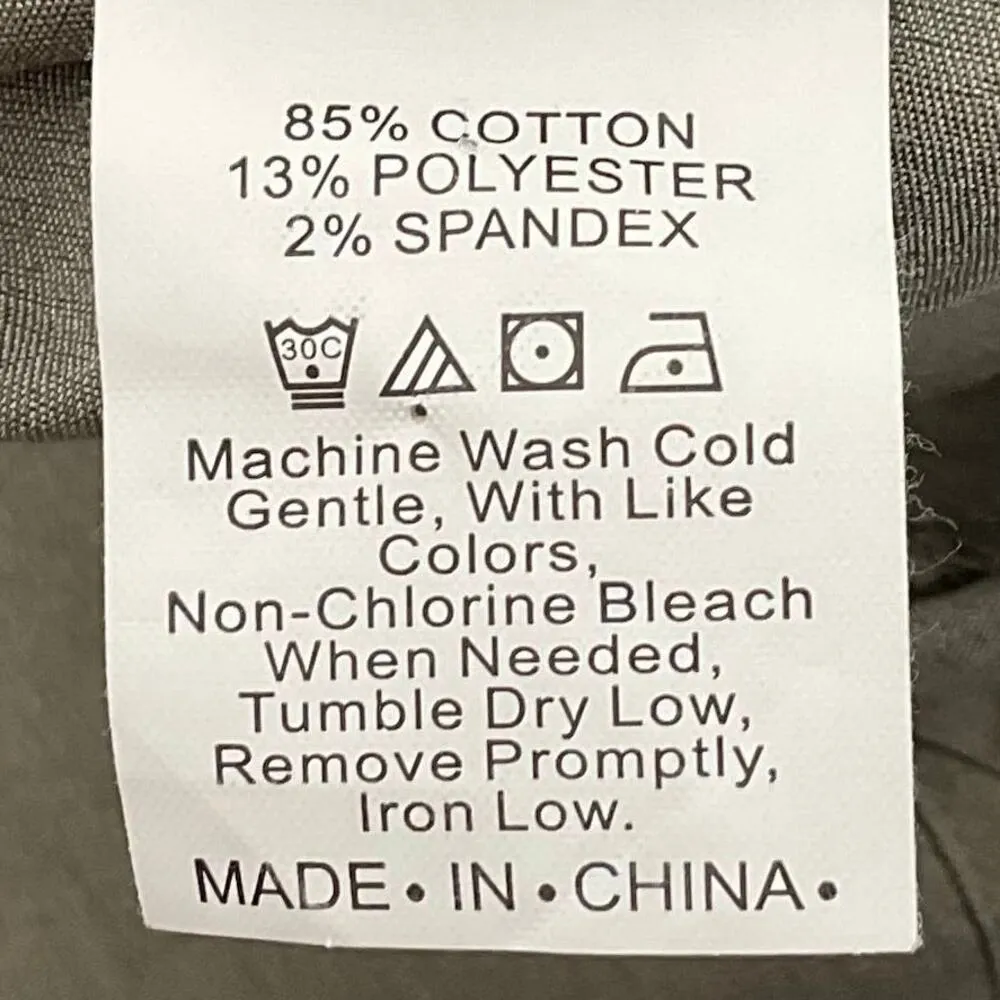 85% COTTON
13% POLYESTER
2% SPANDEX
30C
Machine Wash Cold
Gentle, With Like
Colors,
Non-Chlorine Bleach
When Needed,
Tumble Dry Low,
Remove Promptly,
Iron Low.
MADE • IN • CHINA •